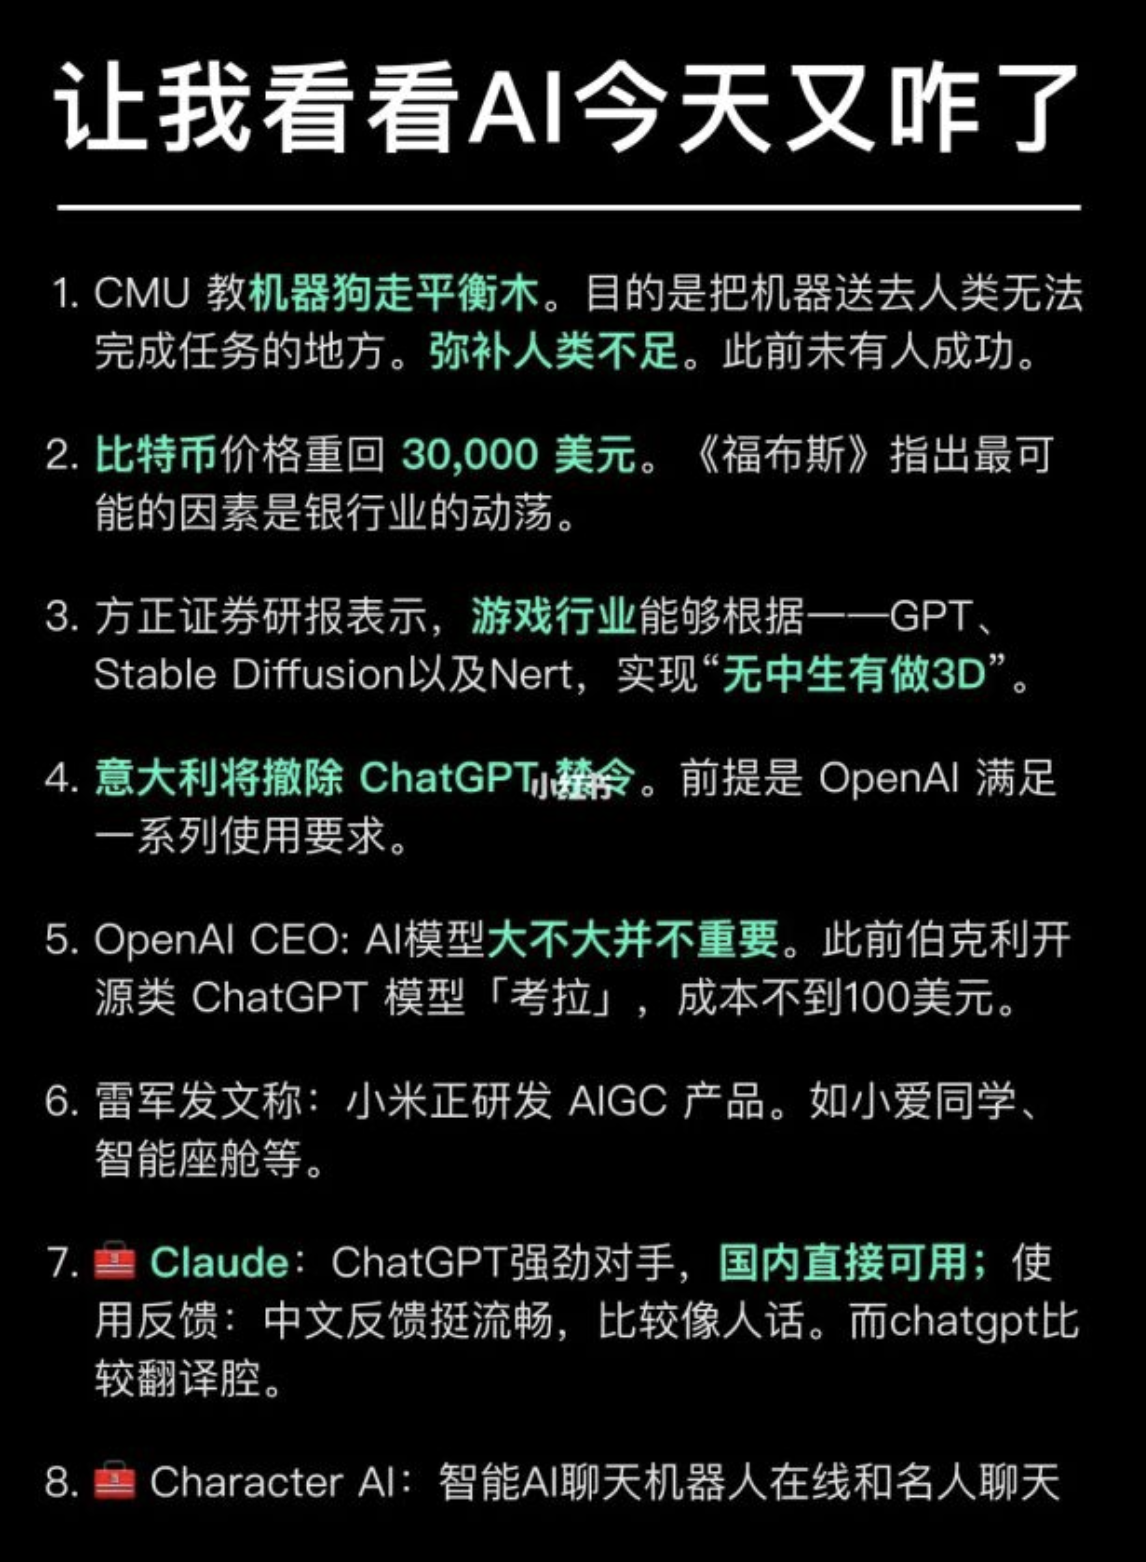 让我看看AI今天又咋了
1. CMU 教机器狗走平衡木。目的是把机器送去人类无法
完成任务的地方。弥补人类不足。此前未有人成功。
2. 比特币价格重回 30,000 美元。《福布斯》指出最可
能的因素是银行业的动荡。
3. 方正证券研报表示，游戏行业能够根据——GPT、
Stable Diffusion以及Nert，实现“无中生有做3D”。
4. 意大利将撤除 ChatGPT 禁令。前提是 OpenAI 满足
小红书
一系列使用要求。
5. OpenAI CEO: AI模型大不大并不重要。此前伯克利开
源类 ChatGPT 模型「考拉」，成本不到100美元。
6. 雷军发文称：小米正研发 AIGC 产品。如小爱同学、
智能座舱等。
7. 🧰 Claude：ChatGPT强劲对手，国内直接可用；使
用反馈：中文反馈挺流畅，比较像人话。而chatgpt比
较翻译腔。
8. 🧰 Character AI：智能AI聊天机器人在线和名人聊天